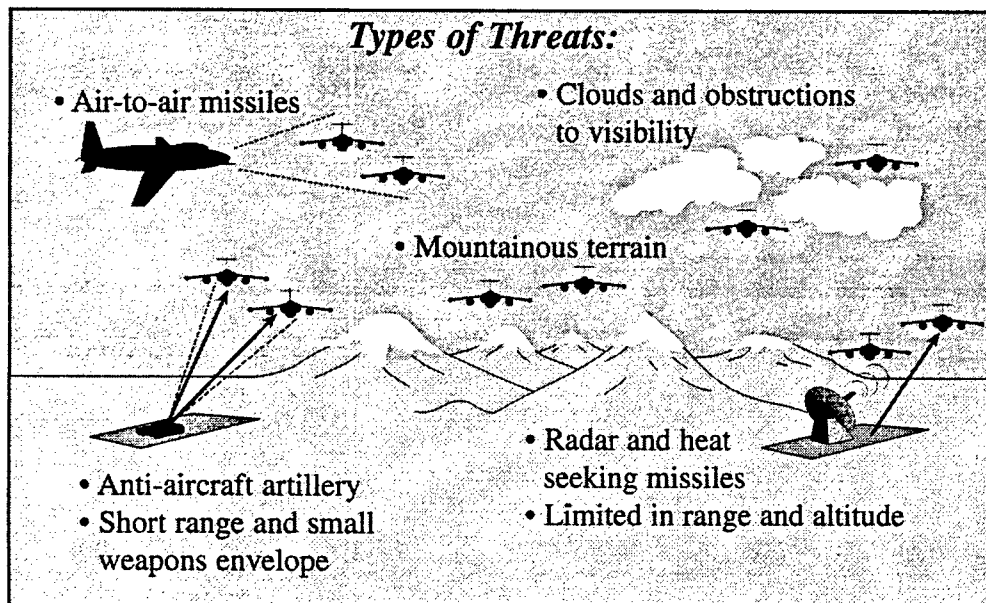 Types of Threats:
• Air-to-air missiles
• Clouds and obstructions
to visibility
• Mountainous terrain
• Anti-aircraft artillery
• Short range and small
weapons envelope
• Radar and heat
seeking missiles
• Limited in range and altitude